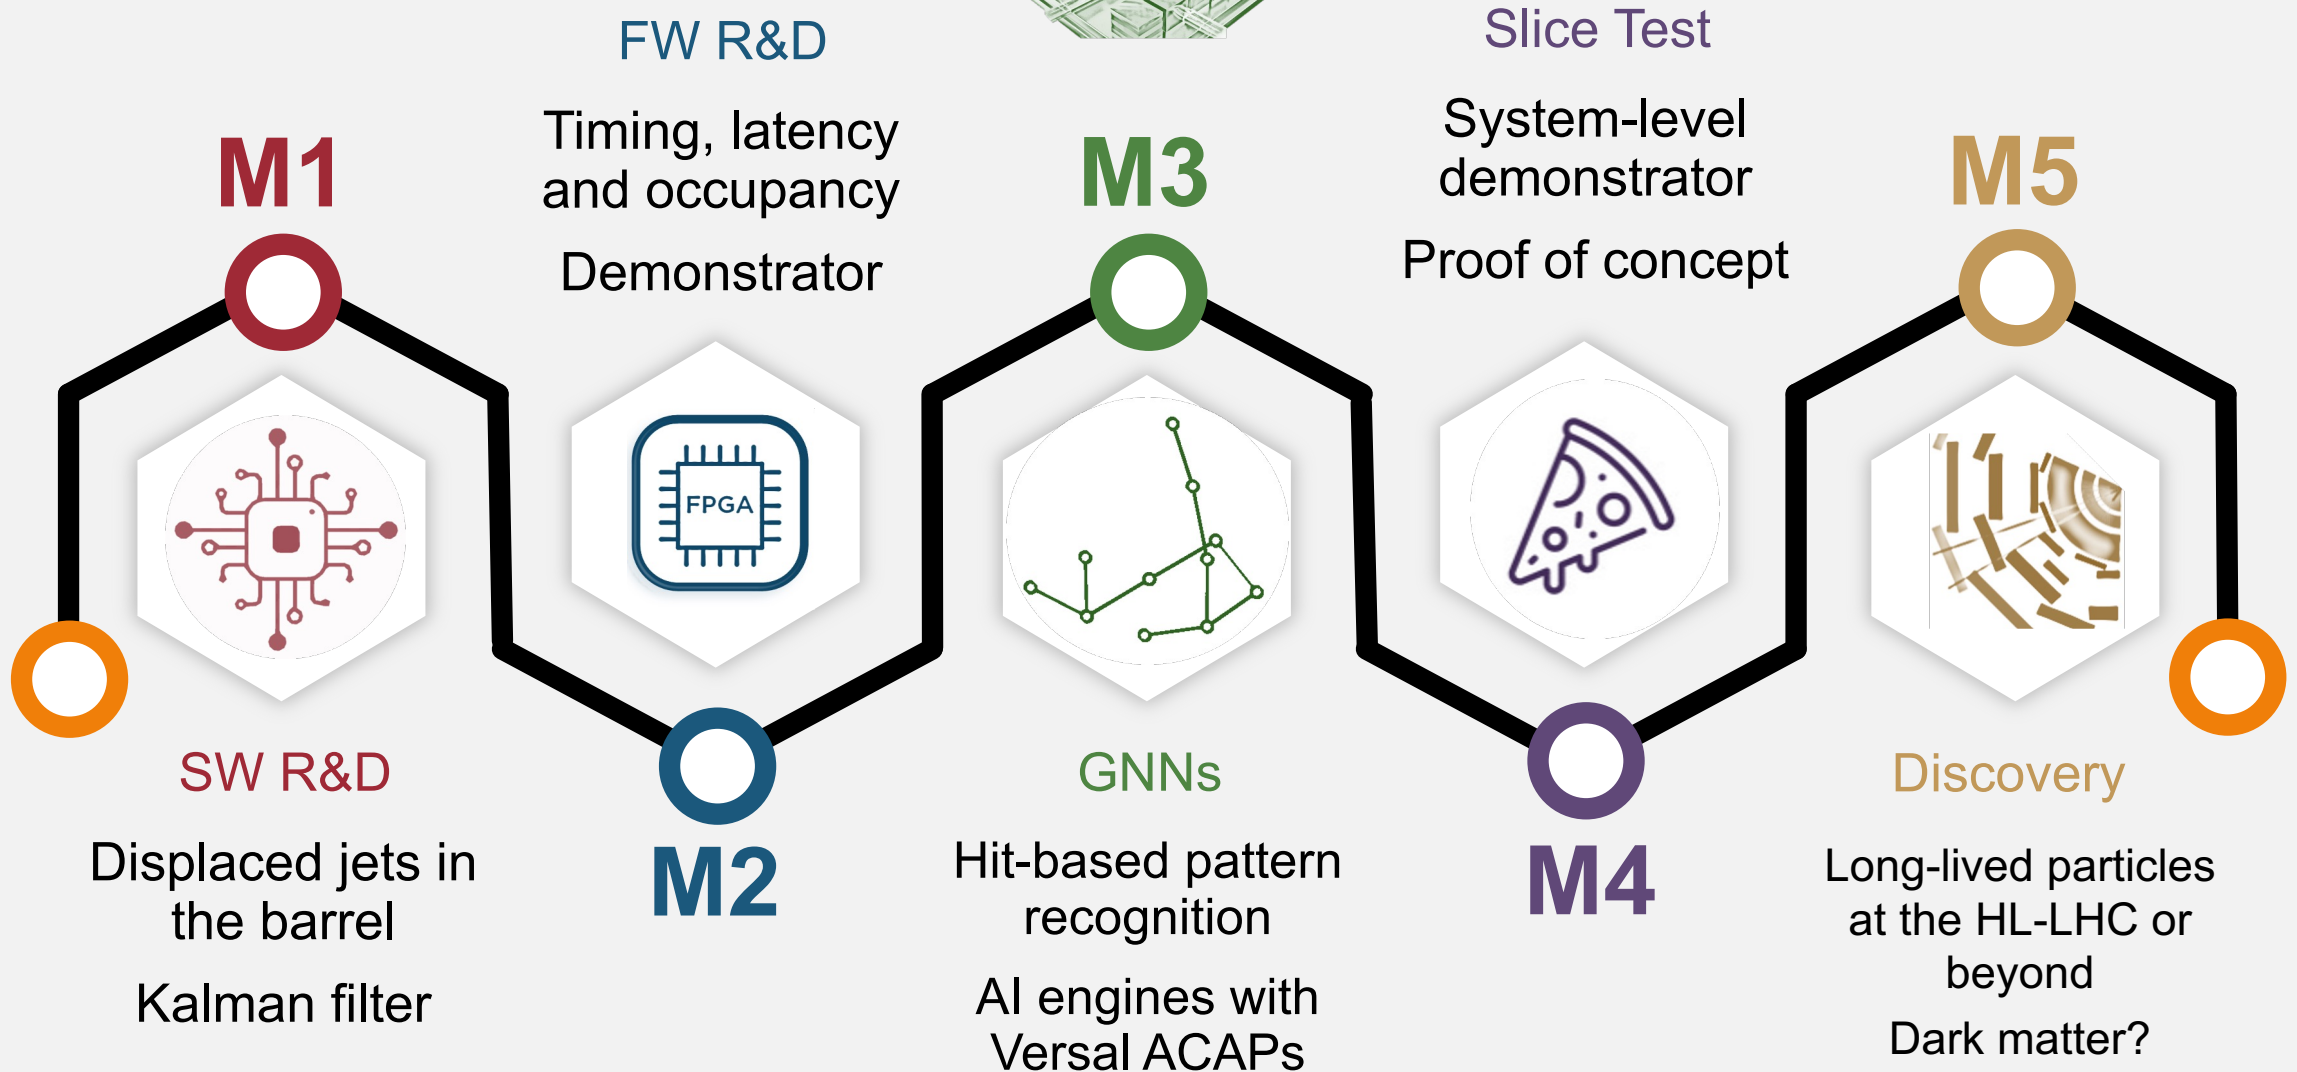 M1
SW R&D
Displaced jets in
the barrel
Kalman filter
FW R&D
Timing, latency
and occupancy
Demonstrator
FPGA
M2
M3
GNNs
Hit-based pattern
recognition
AI engines with
Versal ACAPs
Slice Test
System-level
demonstrator
Proof of concept
M4
M5
Discovery
Long-lived particles
at the HL-LHC or
beyond
Dark matter?